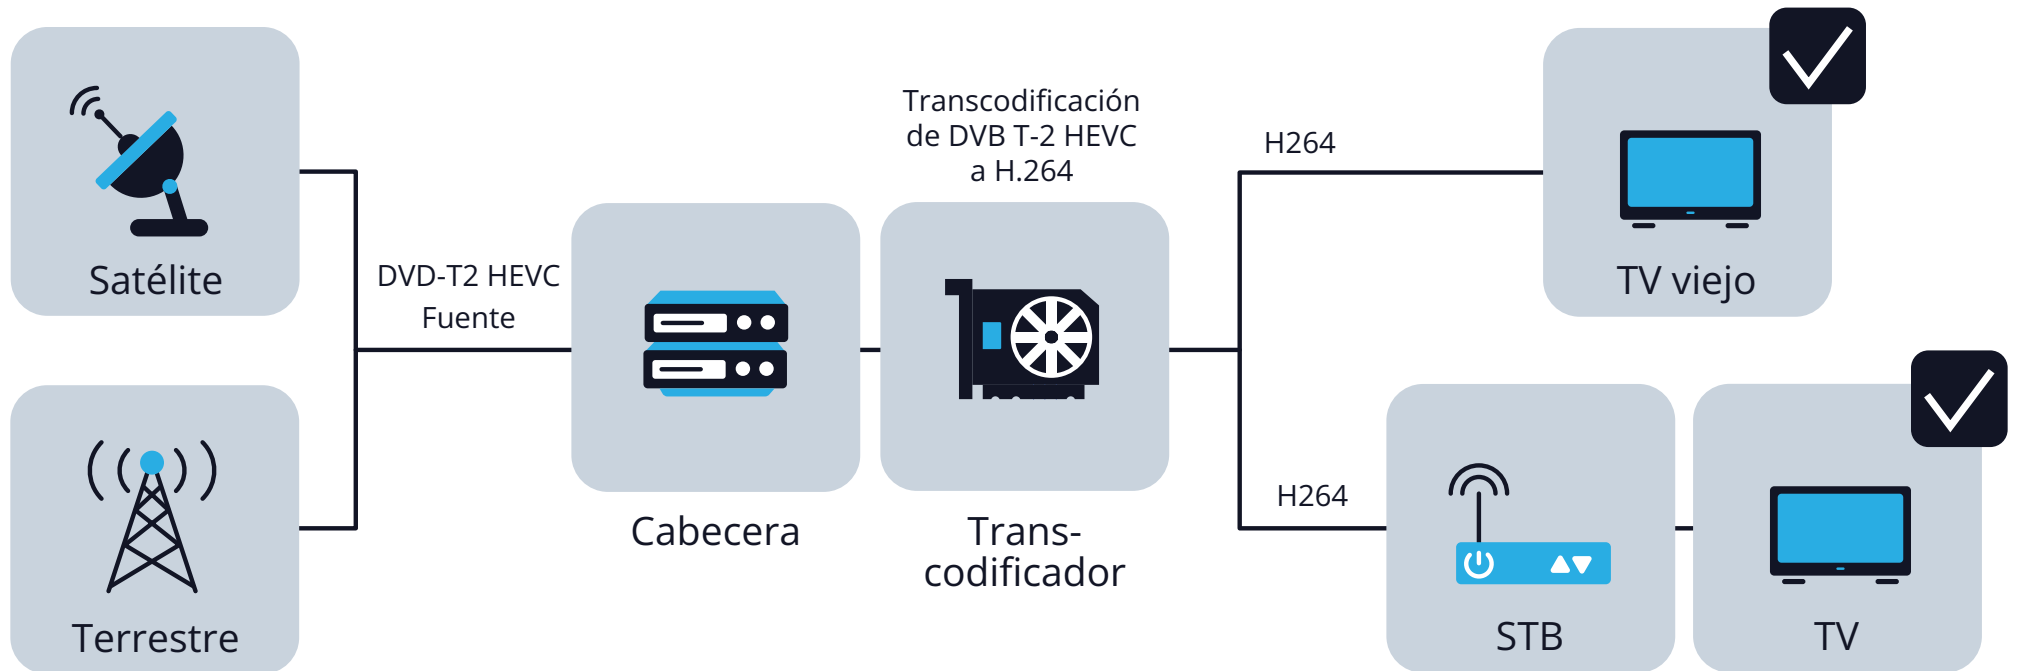 Satélite
Terrestre
DVD-T2 HEVC
Fuente
Cabecera
Transcodificación
de DVB T-2 HEVC
a H.264
Trans-
codificador
H264
TV viejo
H264
STB
TV